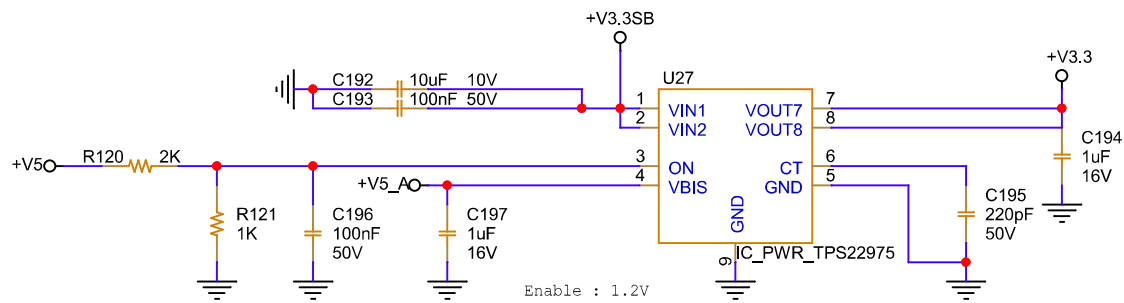 +V3.3SB
+V3.3
U27
C192 10uF 10V
C193 100nF 50V
1 VIN1 VOUT7 7
2 VIN2 VOUT8 8
C194
1uF
16V
+V5 R120 2K
3 ON CT 6
+V5_A 4 VBIS GND 5
R121
1K
C196
100nF
50V
C197
1uF
16V
C195
220pF
50V
GND
9
IC_PWR_TPS22975
Enable : 1.2V